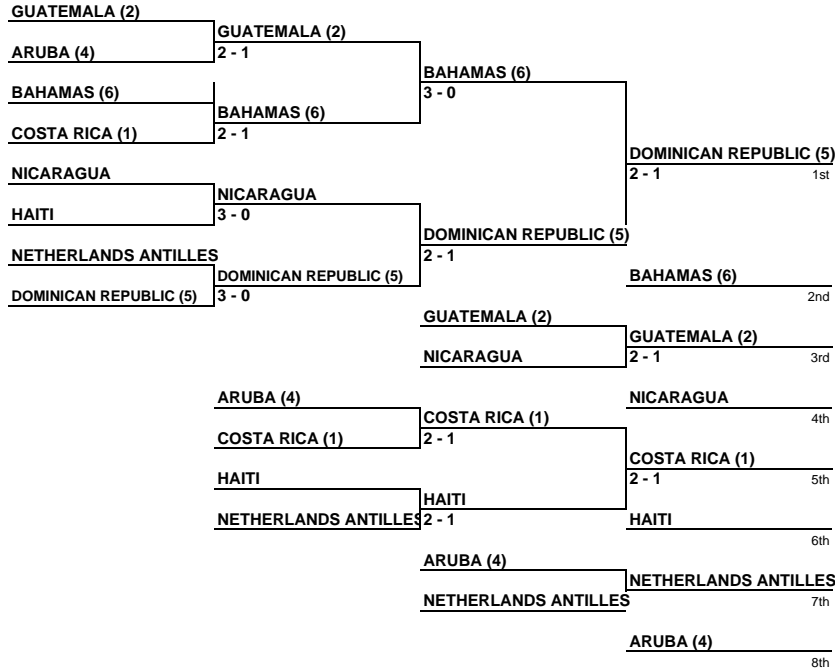 GUATEMALA (2)
GUATEMALA (2)
ARUBA (4)
2 - 1
BAHAMAS (6)
BAHAMAS (6)
3 - 0
BAHAMAS (6)
COSTA RICA (1)
2 - 1
DOMINICAN REPUBLIC (5)
NICARAGUA
2 - 1
1st
NICARAGUA
HAITI
3 - 0
DOMINICAN REPUBLIC (5)
NETHERLANDS ANTILLES
2 - 1
DOMINICAN REPUBLIC (5)
BAHAMAS (6)
DOMINICAN REPUBLIC (5)
3 - 0
2nd
GUATEMALA (2)
GUATEMALA (2)
NICARAGUA
2 - 1
3rd
ARUBA (4)
NICARAGUA
COSTA RICA (1)
4th
COSTA RICA (1)
2 - 1
COSTA RICA (1)
HAITI
2 - 1
5th
HAITI
NETHERLANDS ANTILLES
2 - 1
HAITI
6th
ARUBA (4)
NETHERLANDS ANTILLES
NETHERLANDS ANTILLES
7th
ARUBA (4)
8th